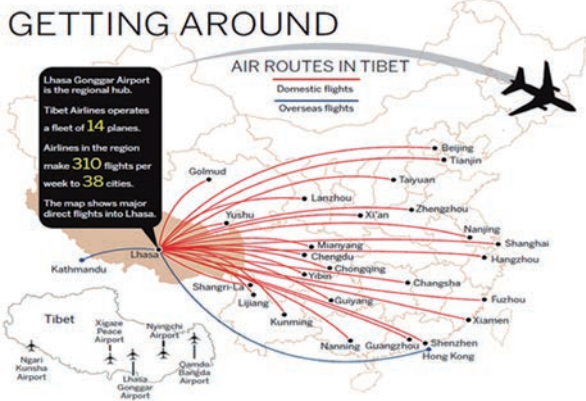 GETTING AROUND
AIR ROUTES IN TIBET
Domestic flights
Overseas flights
Lhasa Gonggar Airport
is the regional hub.
Tibet Airlines operates
a fleet of 14 planes.
Airlines in the region
make 310 flights per
week to 38 cities.
The map shows major
direct flights into Lhasa.
Beijing
Tianjin
Golmud
Taiyuan
Lanzhou
Zhengzhou
Yushu
Xi'an
Nanjing
Shanghai
Mianyang
Lhasa
Chengdu
Hangzhou
Kathmandu
Chongqing
Yibin
Shangri-La
Changsha
Lijiang
Guiyang
Fuzhou
Kunming
Xiamen
Nanning
Guangzhou
Shenzhen
Hong Kong
Tibet
Xigaze
Peace
Airport
Nyingchi
Airport
Ngari
Kunsha
Airport
Lhasa
Gonggar
Airport
Qamdo
Bangda
Airport